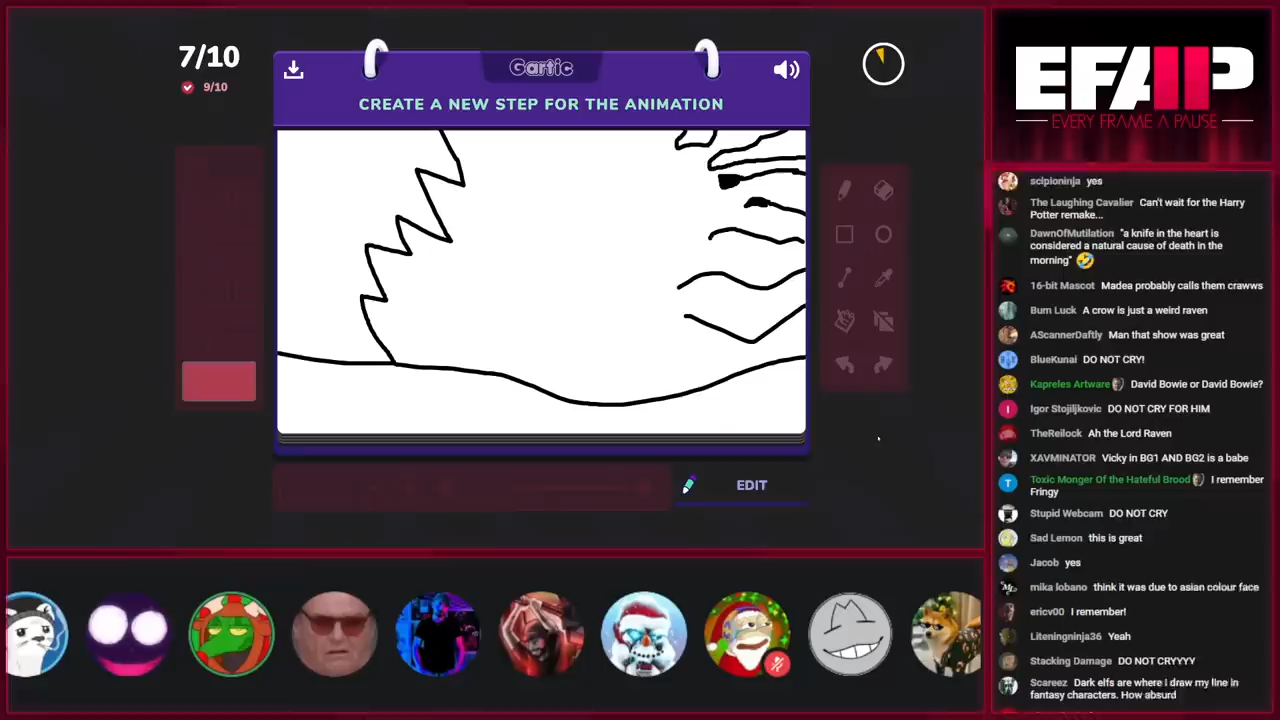 7/10
9/10
Gartic
CREATE A NEW STEP FOR THE ANIMATION
EDIT
EFAP
EVERY FRAME A PAUSE
scipioninja yes
The Laughing Cavalier Can't wait for the Harry
Potter remake...
DawnOfMutilation "a knife in the heart is
considered a natural cause of death in the
morning" 🤣
16-bit Mascot Madea probably calls them crawws
Bum Luck A crow is just a weird raven
AScannerDaftly Man that show was great
BlueKunai DO NOT CRY!
Kapreles Artware David Bowie or David Bowie?
Igor Stojiljkovic DO NOT CRY FOR HIM
TheReilock Ah the Lord Raven
XAVMINATOR Vicky in BG1 AND BG2 is a babe
Toxic Monger Of the Hateful Brood I remember
Fringy
Stupid Webcam DO NOT CRY
Sad Lemon this is great
Jacob yes
mika lobano think it was due to asian colour face
ericv00 I remember!
Liteningninja36 Yeah
Stacking Damage DO NOT CRYYYY
Scareez Dark elfs are where I draw my line in
fantasy characters. How absurd